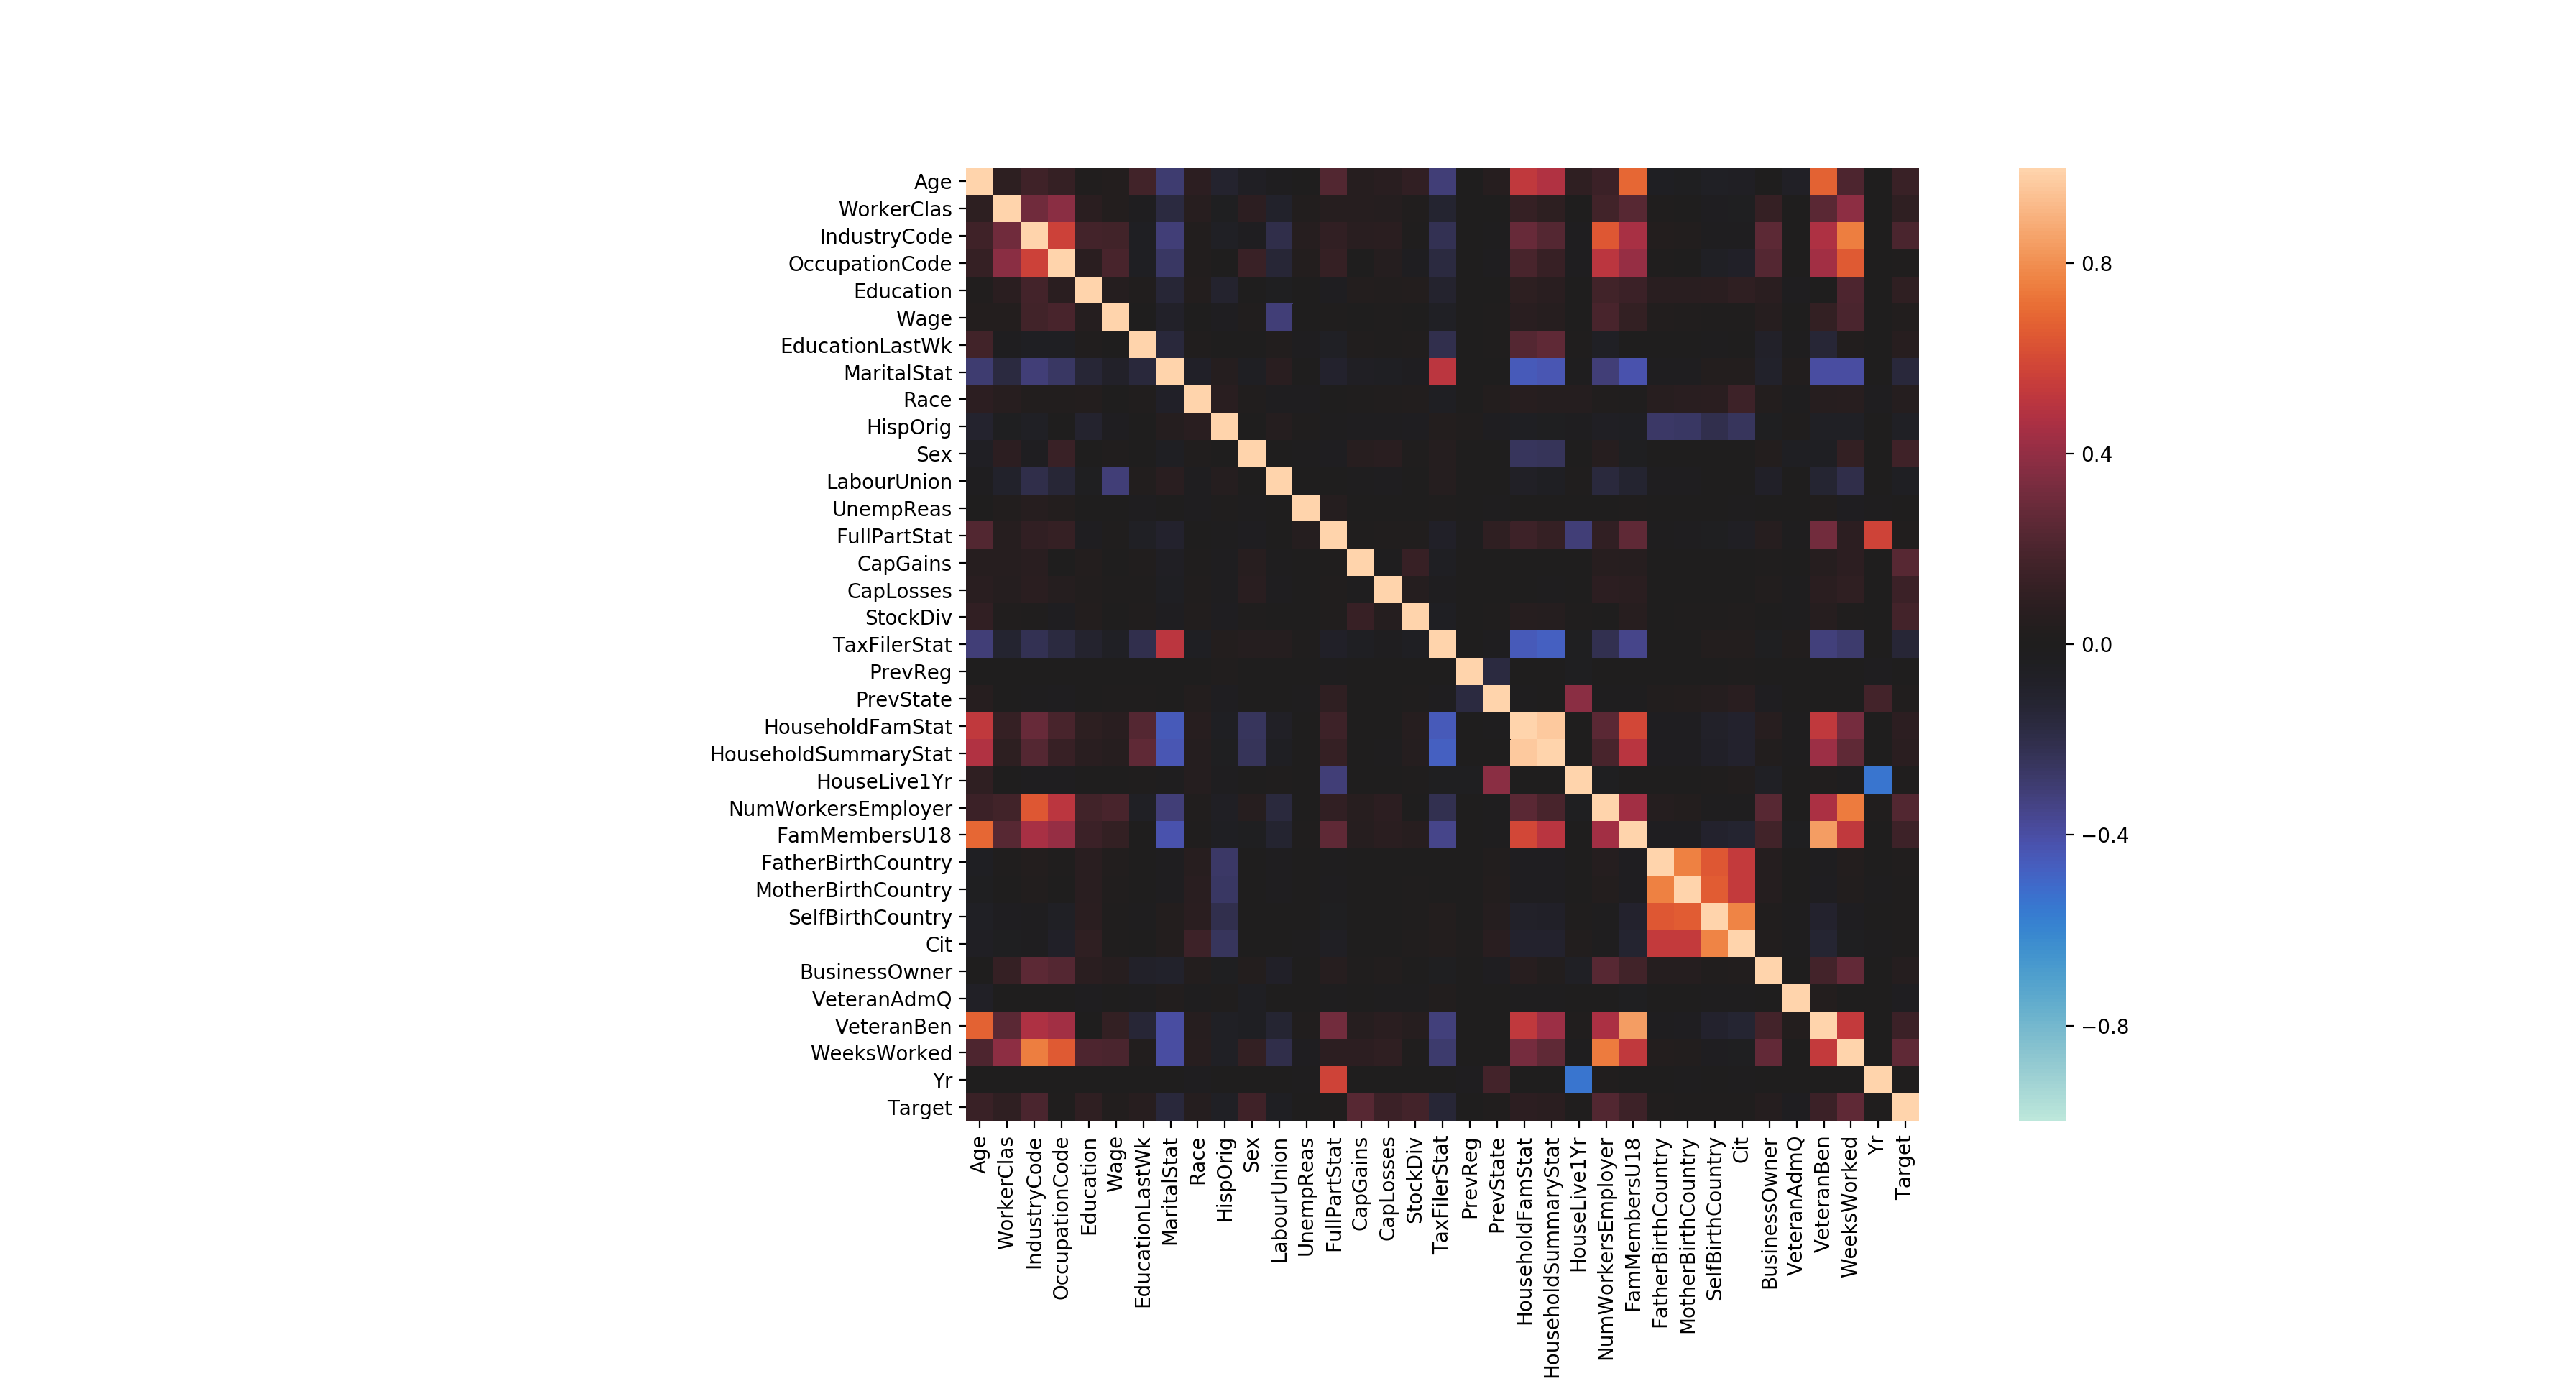 Age
WorkerClas
IndustryCode
OccupationCode
Education
Wage
EducationLastWk
MaritalStat
Race
HispOrig
Sex
LabourUnion
UnempReas
FullPartStat
CapGains
CapLosses
StockDiv
TaxFilerStat
PrevReg
PrevState
HouseholdFamStat
HouseholdSummaryStat
HouseLive1Yr
NumWorkersEmployer
FamMembersU18
FatherBirthCountry
MotherBirthCountry
SelfBirthCountry
Cit
BusinessOwner
VeteranAdmQ
VeteranBen
WeeksWorked
Yr
Target
Age
WorkerClas
IndustryCode
OccupationCode
Education
Wage
EducationLastWk
MaritalStat
Race
HispOrig
Sex
LabourUnion
UnempReas
FullPartStat
CapGains
CapLosses
StockDiv
TaxFilerStat
PrevReg
PrevState
HouseholdFamStat
HouseholdSummaryStat
HouseLive1Yr
NumWorkersEmployer
FamMembersU18
FatherBirthCountry
MotherBirthCountry
SelfBirthCountry
Cit
BusinessOwner
VeteranAdmQ
VeteranBen
WeeksWorked
Yr
Target
0.8
0.4
0.0
−0.4
−0.8